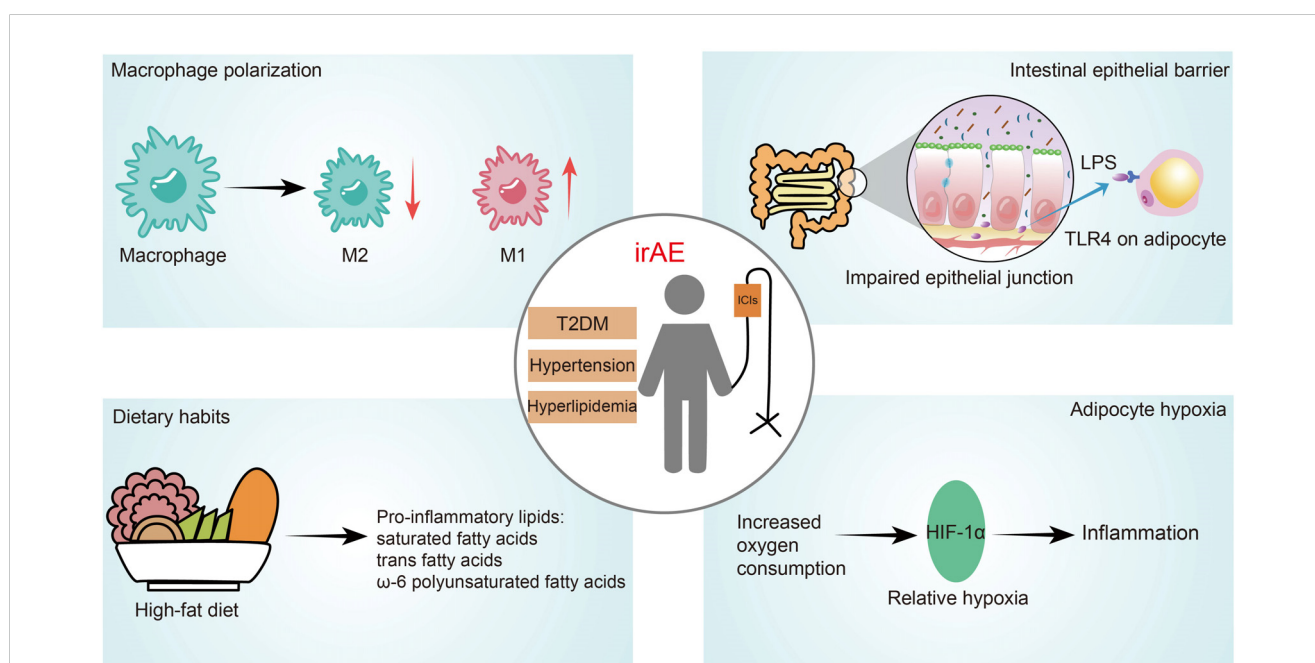 Macrophage polarization
Macrophage
M2
M1
Intestinal epithelial barrier
LPS
TLR4 on adipocyte
Impaired epithelial junction
irAE
ICIs
T2DM
Hypertension
Hyperlipidemia
Dietary habits
High-fat diet
Pro-inflammatory lipids:
saturated fatty acids
trans fatty acids
ω-6 polyunsaturated fatty acids
Adipocyte hypoxia
Increased
oxygen
consumption
HIF-1α
Relative hypoxia
Inflammation